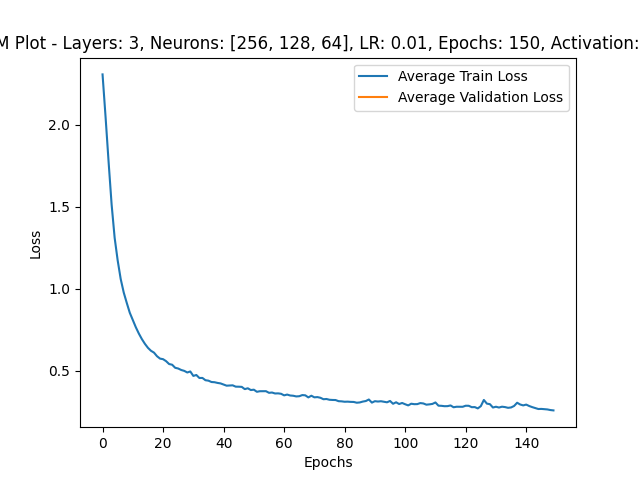 M Plot - Layers: 3, Neurons: [256, 128, 64], LR: 0.01, Epochs: 150, Activation:
Average Train Loss
Average Validation Loss
2.0
1.5
1.0
0.5
Loss
0 20 40 60 80 100 120 140
Epochs